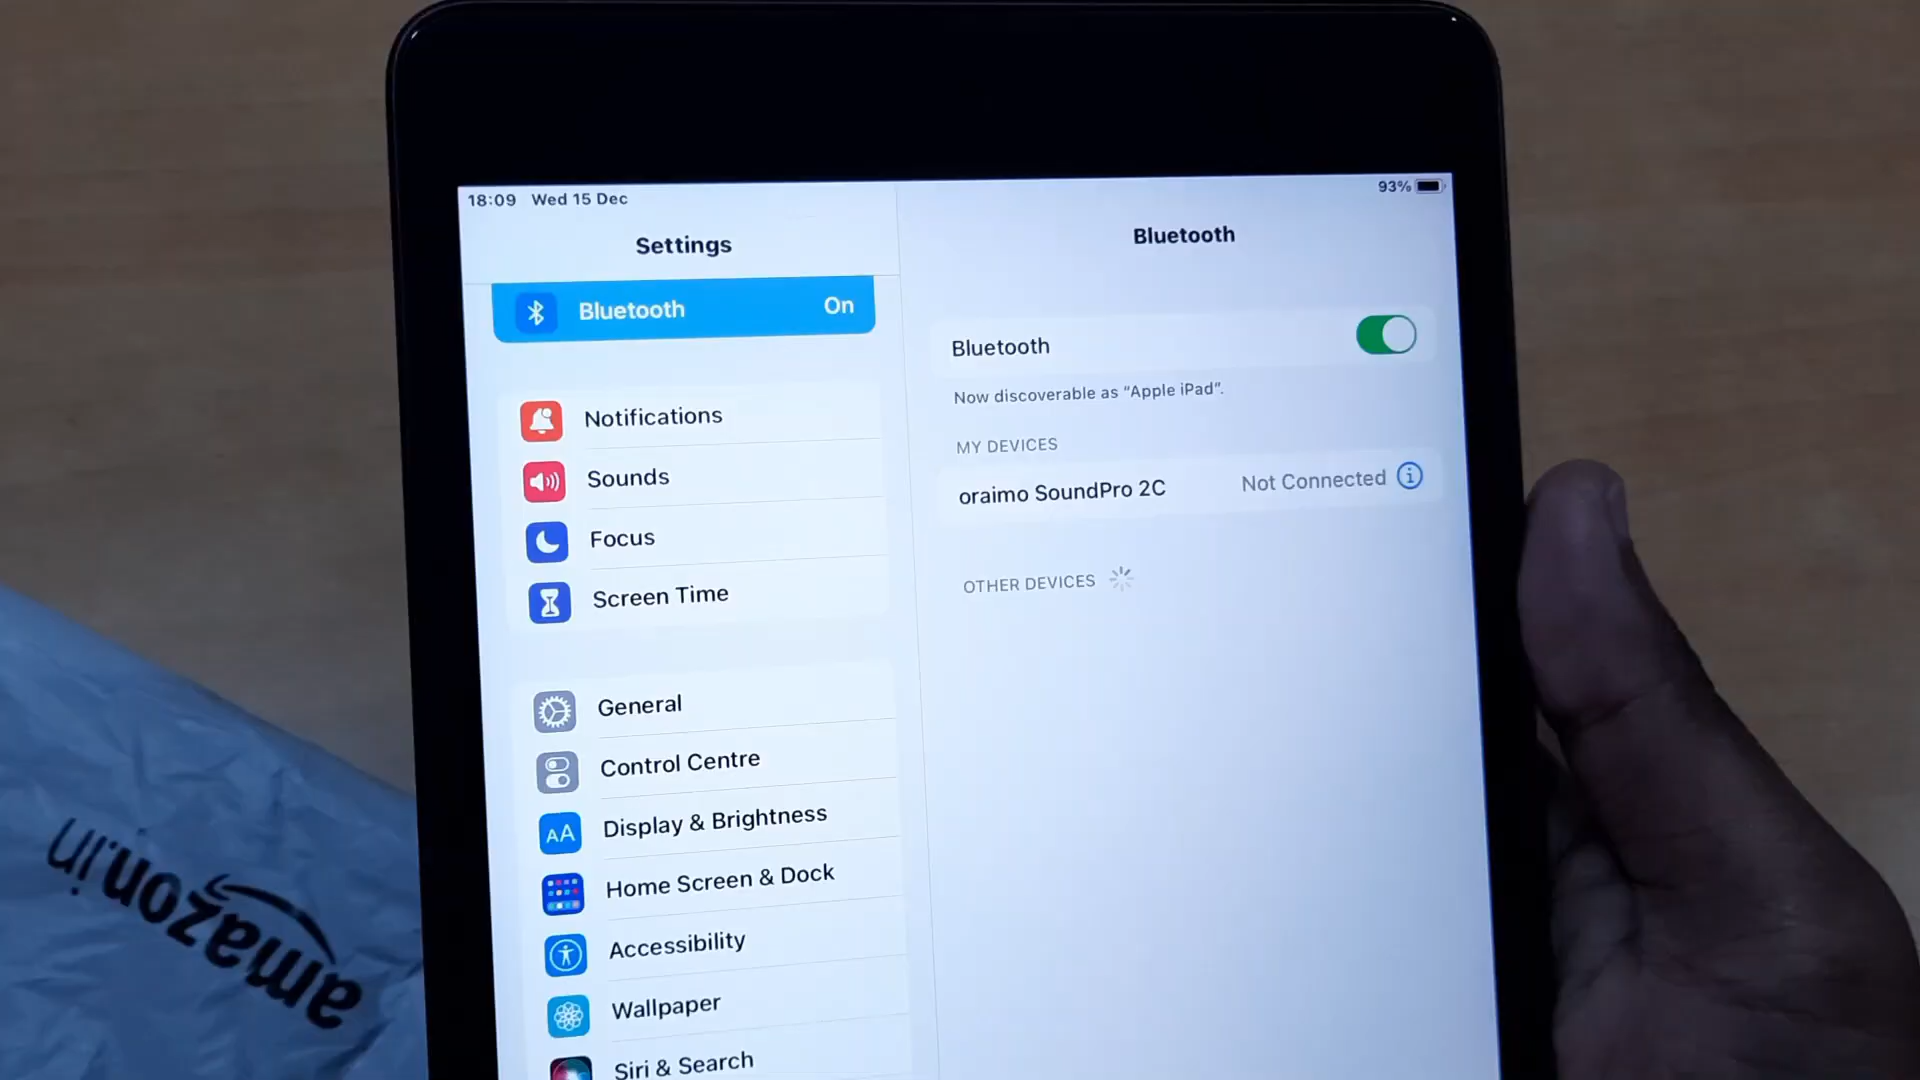 18:09 Wed 15 Dec
93%
Settings
Bluetooth On
Notifications
Sounds
Focus
Screen Time
General
Control Centre
AA Display & Brightness
Home Screen & Dock
Accessibility
Wallpaper
Siri & Search
Bluetooth
Bluetooth
Now discoverable as “Apple iPad”.
MY DEVICES
oraimo SoundPro 2C Not Connected i
OTHER DEVICES
amazon.in